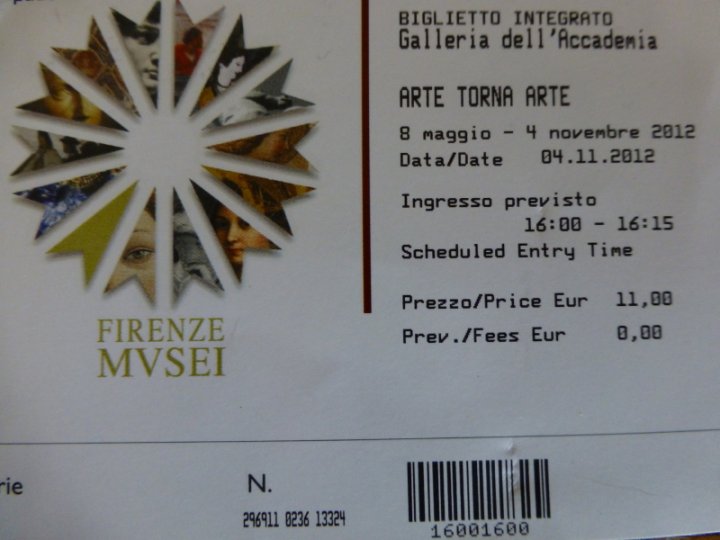 FIRENZE
MVSEI
BIGLIETTO INTEGRATO
Galleria dell'Accademia
ARTE TORNA ARTE
8 maggio - 4 novembre 2012
Data/Date 04.11.2012
Ingresso previsto
16:00 - 16:15
Scheduled Entry Time
Prezzo/Price Eur 11,00
Prev./Fees Eur 0,00
N.
296911 0236 13324
16001600